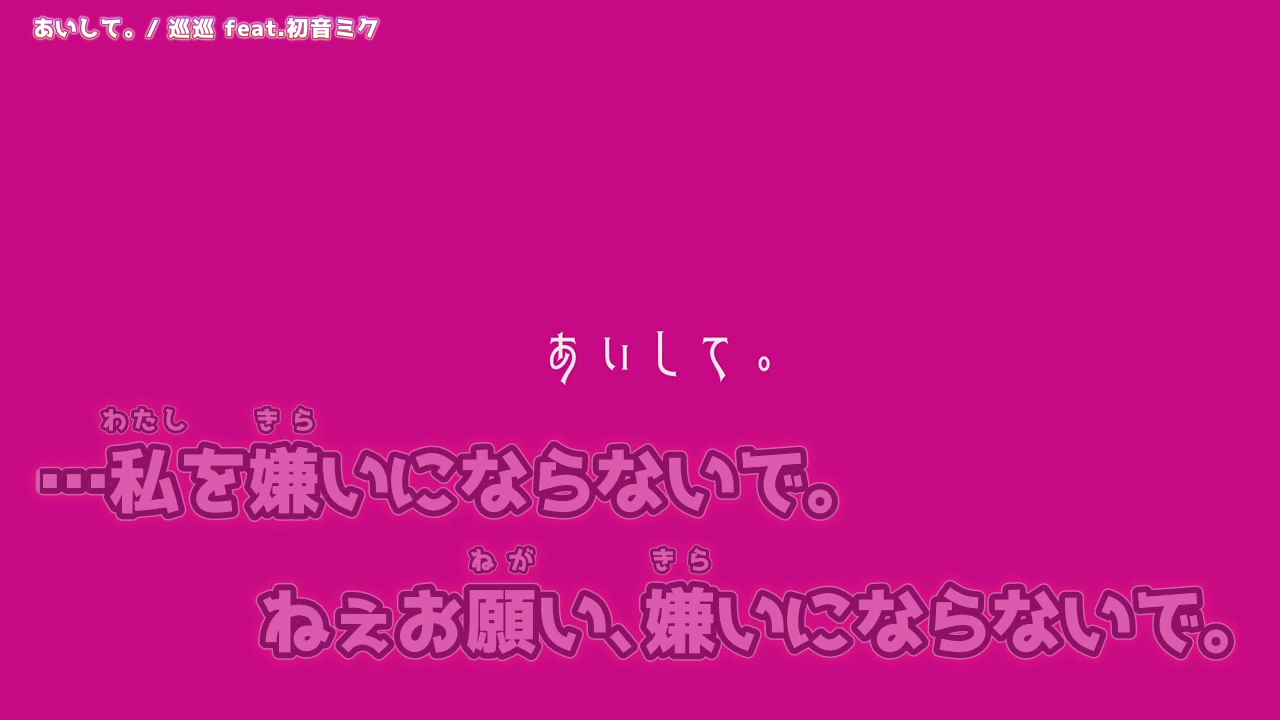 あいして。 / 巡巡 feat.初音ミク
あいして。
わたし きら
…私を嫌いにならないで。
ねが きら
ねぇお願い、嫌いにならないで。